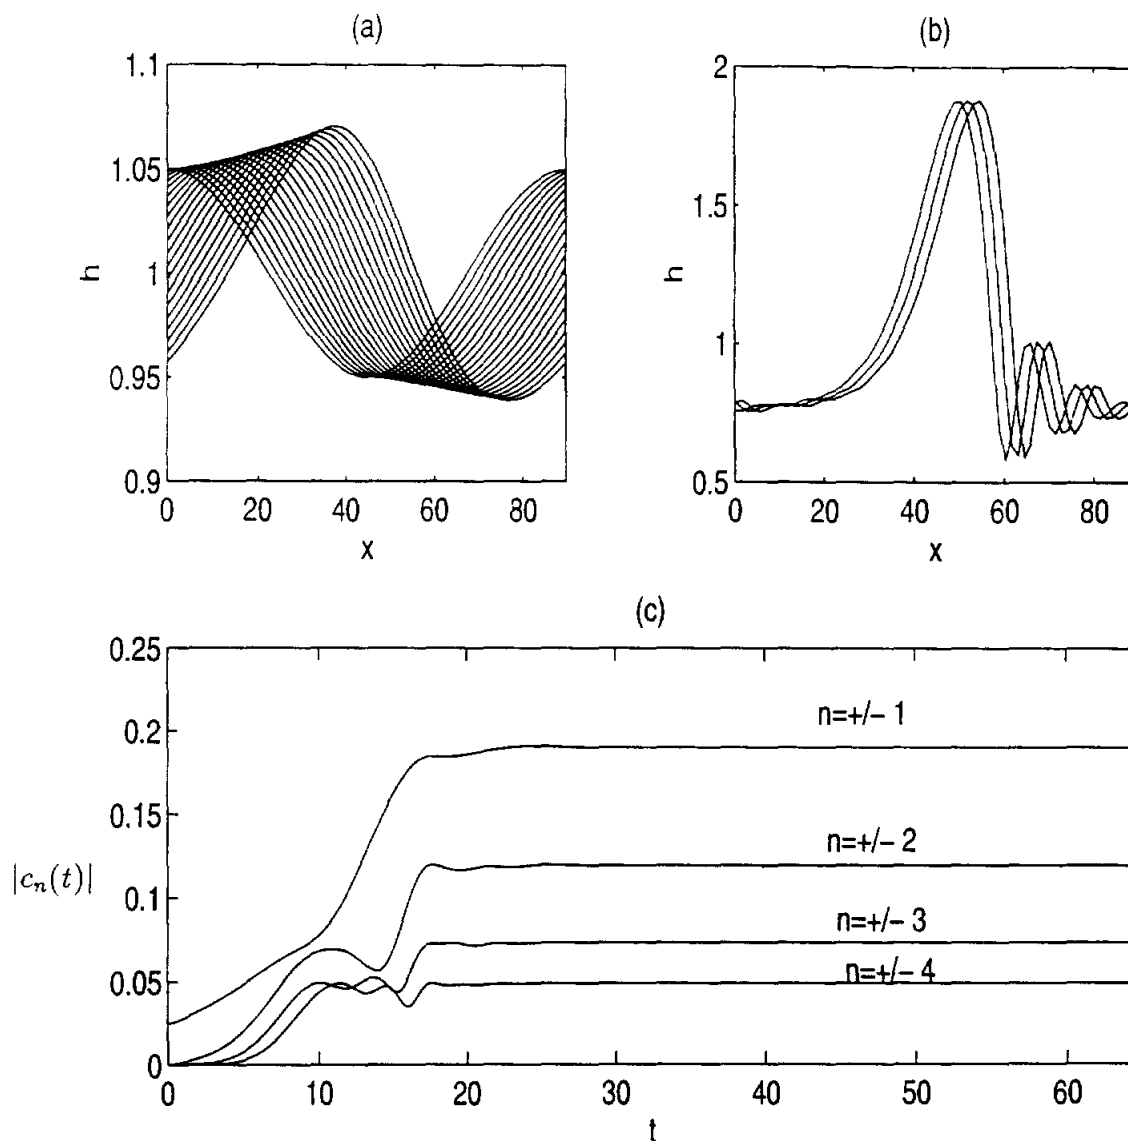 (a)
1.1
1.05
1
0.95
0.9
h
0 20 40 60 80
x
(b)
2
1.5
1
0.5
h
0 20 40 60 80
x
(c)
0.25
0.2
0.15
0.1
0.05
0
|c_n(t)|
n=+/- 1
n=+/- 2
n=+/- 3
n=+/- 4
0 10 20 30 40 50 60
t